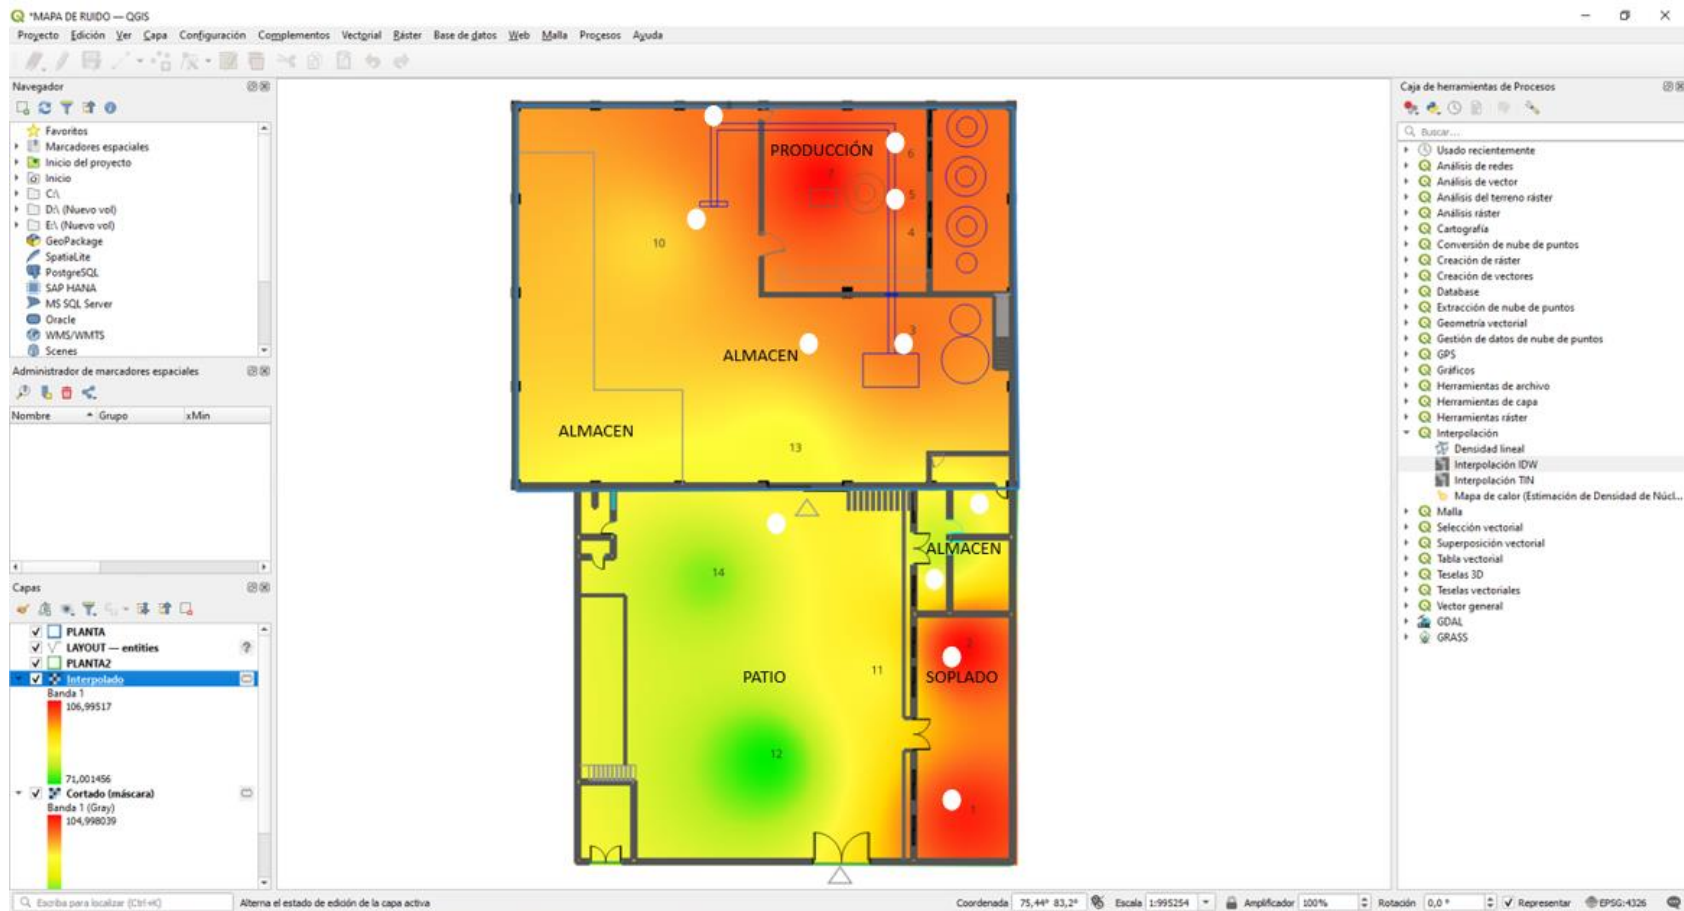 *MAPA DE RUIDO — QGIS
Proyecto Edición Ver Capa Configuración Complementos Vectorial Ráster Base de datos Web Malla Procesos Ayuda
Navegador
Favoritos
Marcadores espaciales
Inicio del proyecto
Inicio
C:\
D:\ (Nuevo vol)
E:\ (Nuevo vol)
GeoPackage
SpatiaLite
PostgreSQL
SAP HANA
MS SQL Server
Oracle
WMS/WMTS
Scenes
Administrador de marcadores espaciales
Nombre Grupo xMin
Capas
PLANTA
LAYOUT — entities
PLANTA2
Interpolado
Banda 1
106,99517
71,001456
Cortado (máscara)
Banda 1 (Gray)
104,998039
PRODUCCIÓN
6
7
5
4
10
3
ALMACEN
ALMACEN
13
ALMACEN
14
2
11
PATIO
SOPLADO
12
1
Caja de herramientas de Procesos
Buscar...
Usado recientemente
Análisis de redes
Análisis de vector
Análisis del terreno ráster
Análisis ráster
Cartografía
Conversión de nube de puntos
Creación de ráster
Creación de vectores
Database
Extracción de nube de puntos
Geometría vectorial
Gestión de datos de nube de puntos
GPS
Gráficos
Herramientas de archivo
Herramientas de capa
Herramientas ráster
Interpolación
Densidad lineal
Interpolación IDW
Interpolación TIN
Mapa de calor (Estimación de Densidad de Núcl...
Malla
Selección vectorial
Superposición vectorial
Tabla vectorial
Teselas 3D
Teselas vectoriales
Vector general
GDAL
GRASS
Escriba para localizar (Ctrl+K) Alterna el estado de edición de la capa activa Coordenada 75,44° 83,2° Escala 1:995254 Amplificador 100% Rotación 0,0 ° Representar EPSG:4326